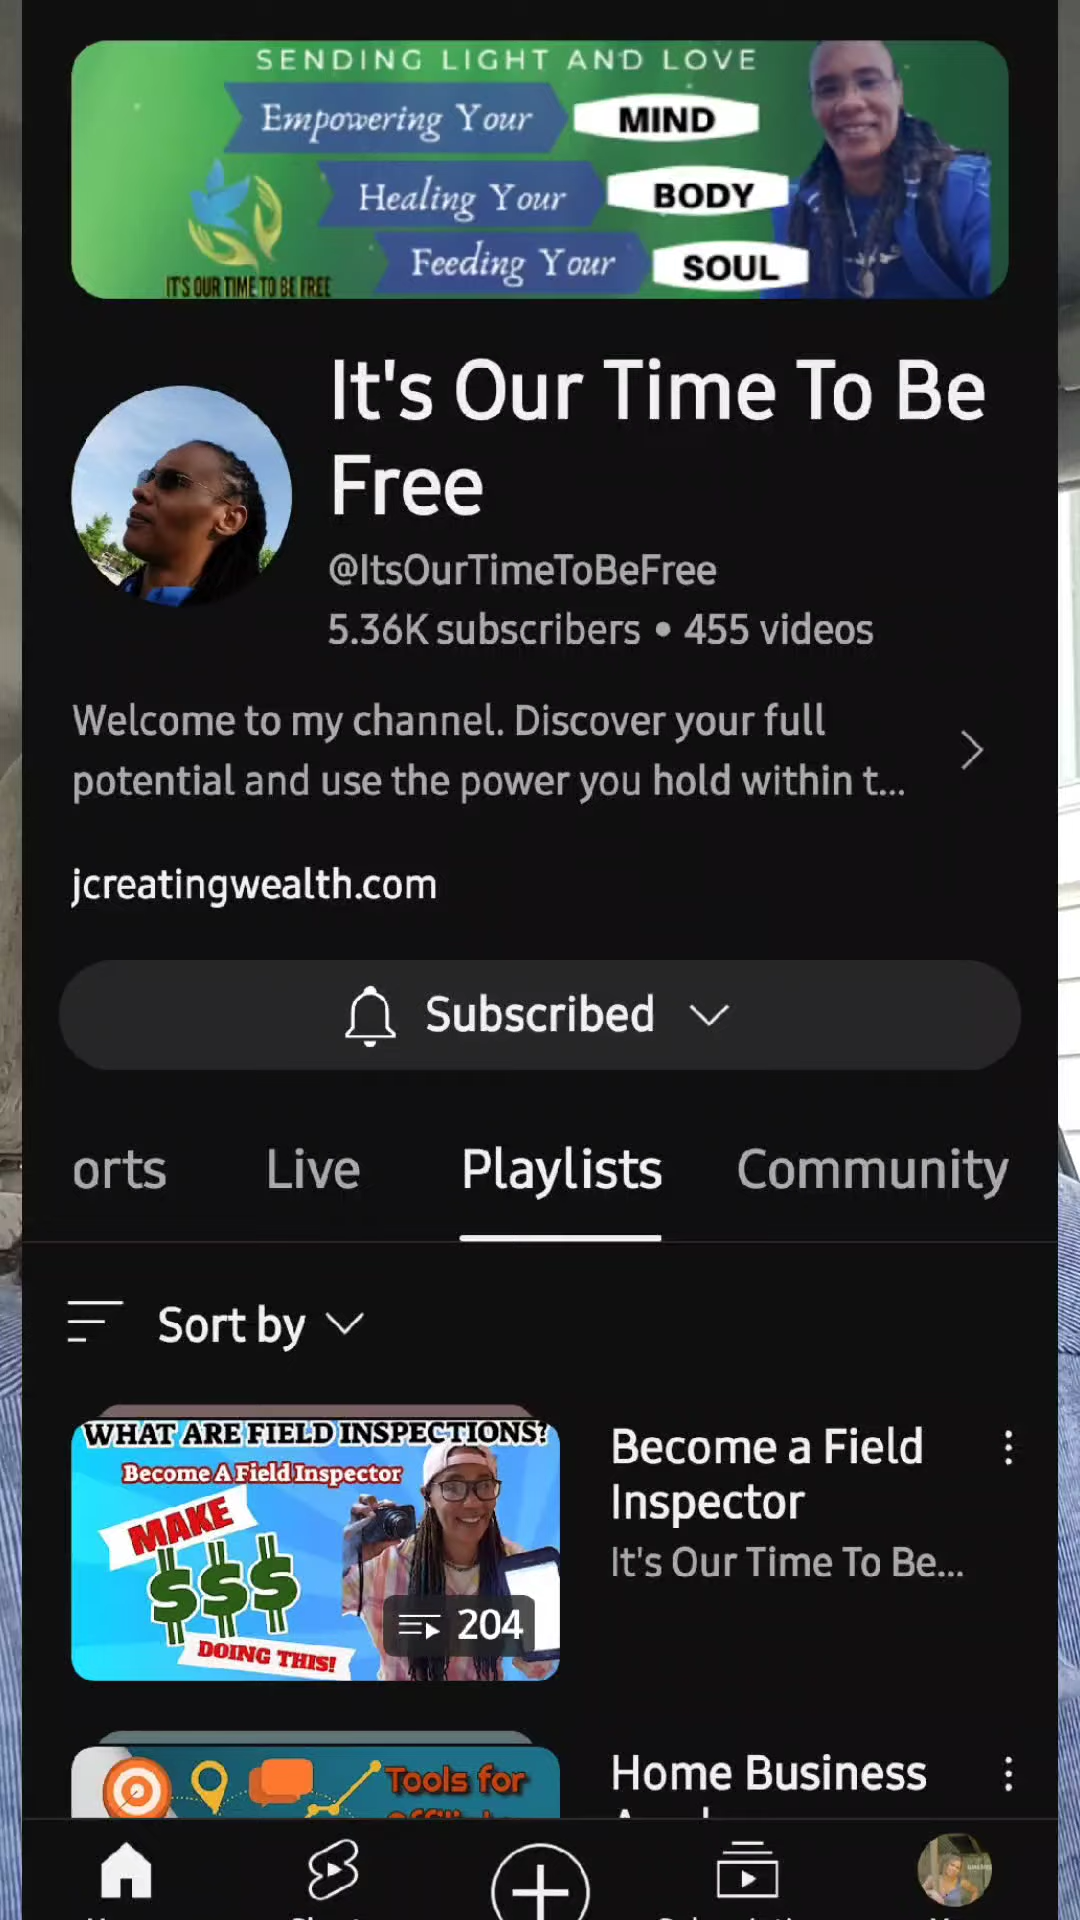 SENDING LIGHT AND LOVE
Empowering Your MIND
Healing Your BODY
Feeding Your SOUL
IT'S OUR TIME TO BE FREE
It's Our Time To Be
Free
@ItsOurTimeToBeFree
5.36K subscribers • 455 videos
Welcome to my channel. Discover your full
potential and use the power you hold within t...
jcreatingwealth.com
Subscribed
orts Live Playlists Community
Sort by
WHAT ARE FIELD INSPECTIONS?
Become A Field Inspector
MAKE
$$$
DOING THIS!
204
Become a Field
Inspector
It's Our Time To Be...
Tools for
Home Business